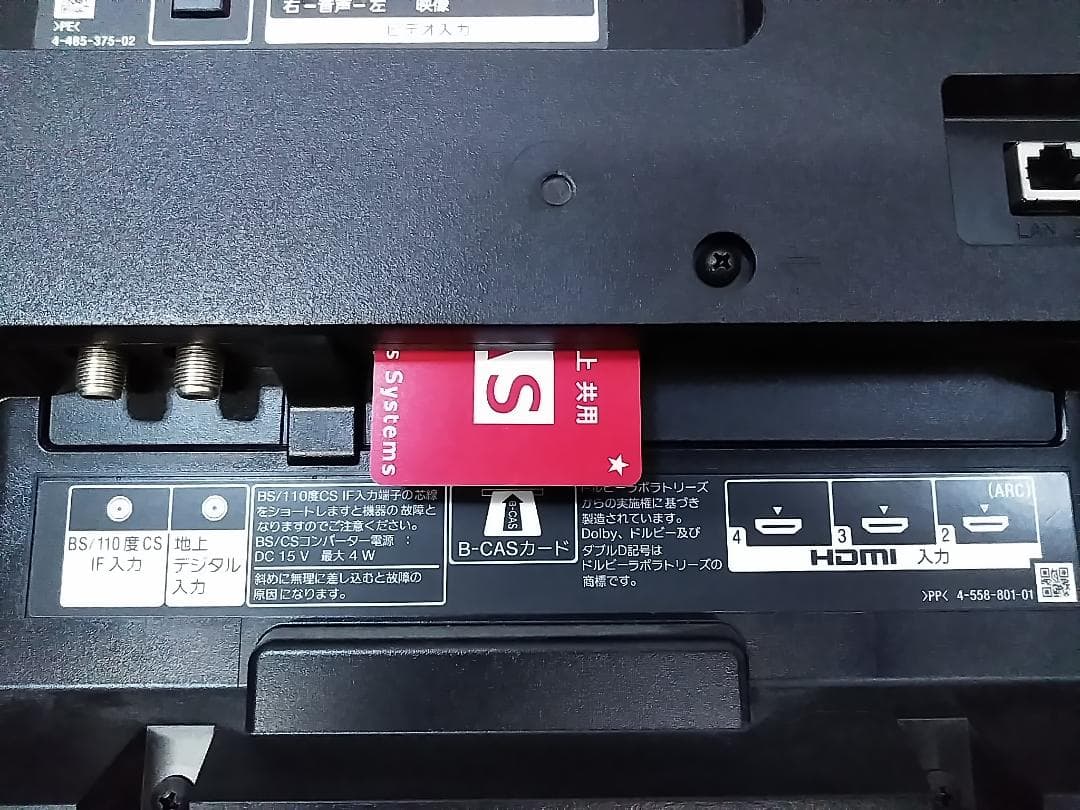 >PE<
4-485-375-02
右-音声-左 映像
ビデオ入力
LAN
s Systems
AS
上 共用
★
BS/110度CS
IF入力
地上
デジタル
入力
BS/110度CS IF入力端子の芯線
をショートしますと機器の故障と
なりますのでご注意ください。
BS/CSコンバーター電源 :
DC 15 V 最大 4 W
斜めに無理に差し込むと故障の
原因になります。
B-CAS
B-CASカード
ドルビーラボラトリーズ
からの実施権に基づき
製造されています。
Dolby、ドルビー及び
ダブルD記号は
ドルビーラボラトリーズの
商標です。
(ARC)
4 3 2
HDMI 入力
>PP< 4-558-801-01